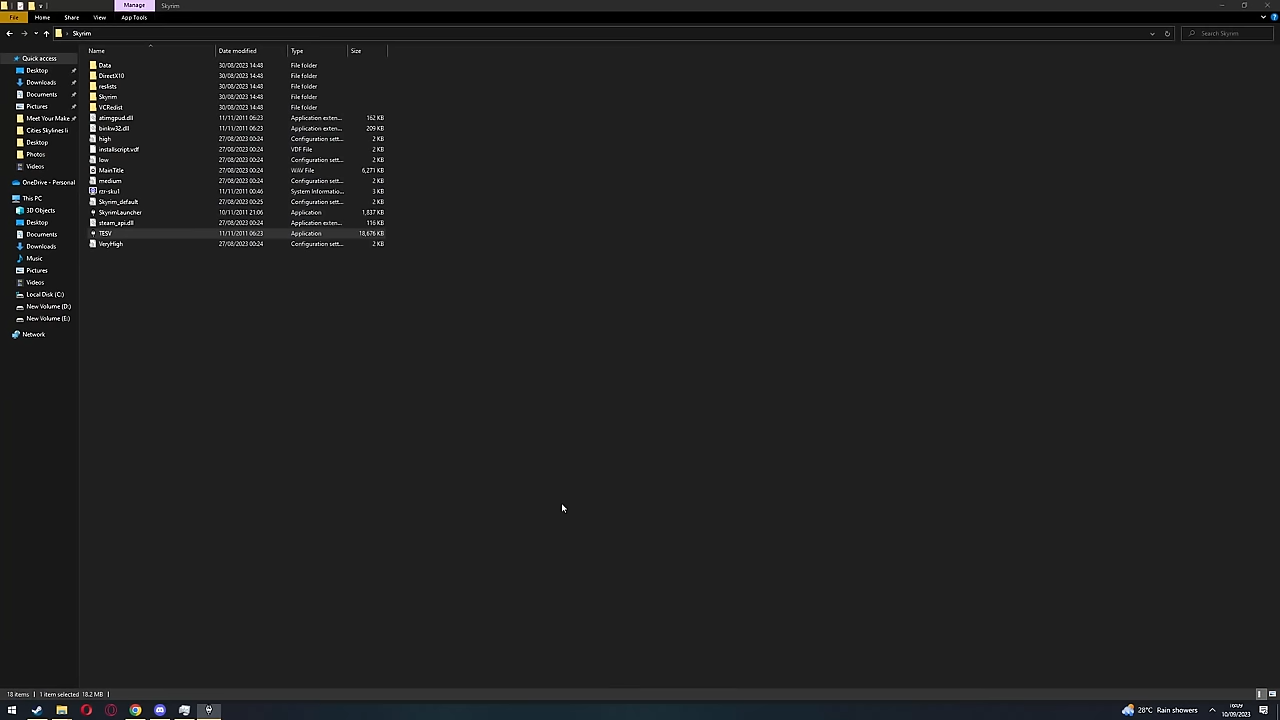 Manage Skyrim
File Home Share View App Tools
Skyrim Search Skyrim
Name Date modified Type Size
Quick access
Desktop
Downloads
Documents
Pictures
Meet Your Make
Cities Skylines Ii
Desktop
Photos
Videos
OneDrive - Personal
This PC
3D Objects
Desktop
Documents
Downloads
Music
Pictures
Videos
Local Disk (C:)
New Volume (D:)
New Volume (E:)
Network
Data 30/08/2023 14:48 File folder
DirectX10 30/08/2023 14:48 File folder
reslists 30/08/2023 14:48 File folder
Skyrim 30/08/2023 14:48 File folder
VCRedist 30/08/2023 14:48 File folder
atimgpud.dll 11/11/2011 06:23 Application exten... 162 KB
binkw32.dll 11/11/2011 06:23 Application exten... 209 KB
high 27/08/2023 00:24 Configuration sett... 2 KB
installscript.vdf 27/08/2023 00:24 VDF File 2 KB
low 27/08/2023 00:24 Configuration sett... 2 KB
MainTitle 27/08/2023 00:24 WAV File 6,271 KB
medium 27/08/2023 00:24 Configuration sett... 2 KB
rzr-sku1 11/11/2011 00:46 System Informatio... 3 KB
Skyrim_default 27/08/2023 00:25 Configuration sett... 2 KB
SkyrimLauncher 10/11/2011 21:06 Application 1,837 KB
steam_api.dll 27/08/2023 00:24 Application exten... 116 KB
TESV 11/11/2011 06:23 Application 18,676 KB
VeryHigh 27/08/2023 00:24 Configuration sett... 2 KB
18 items 1 item selected 18.2 MB
28°C Rain showers 16:09
10/09/2023